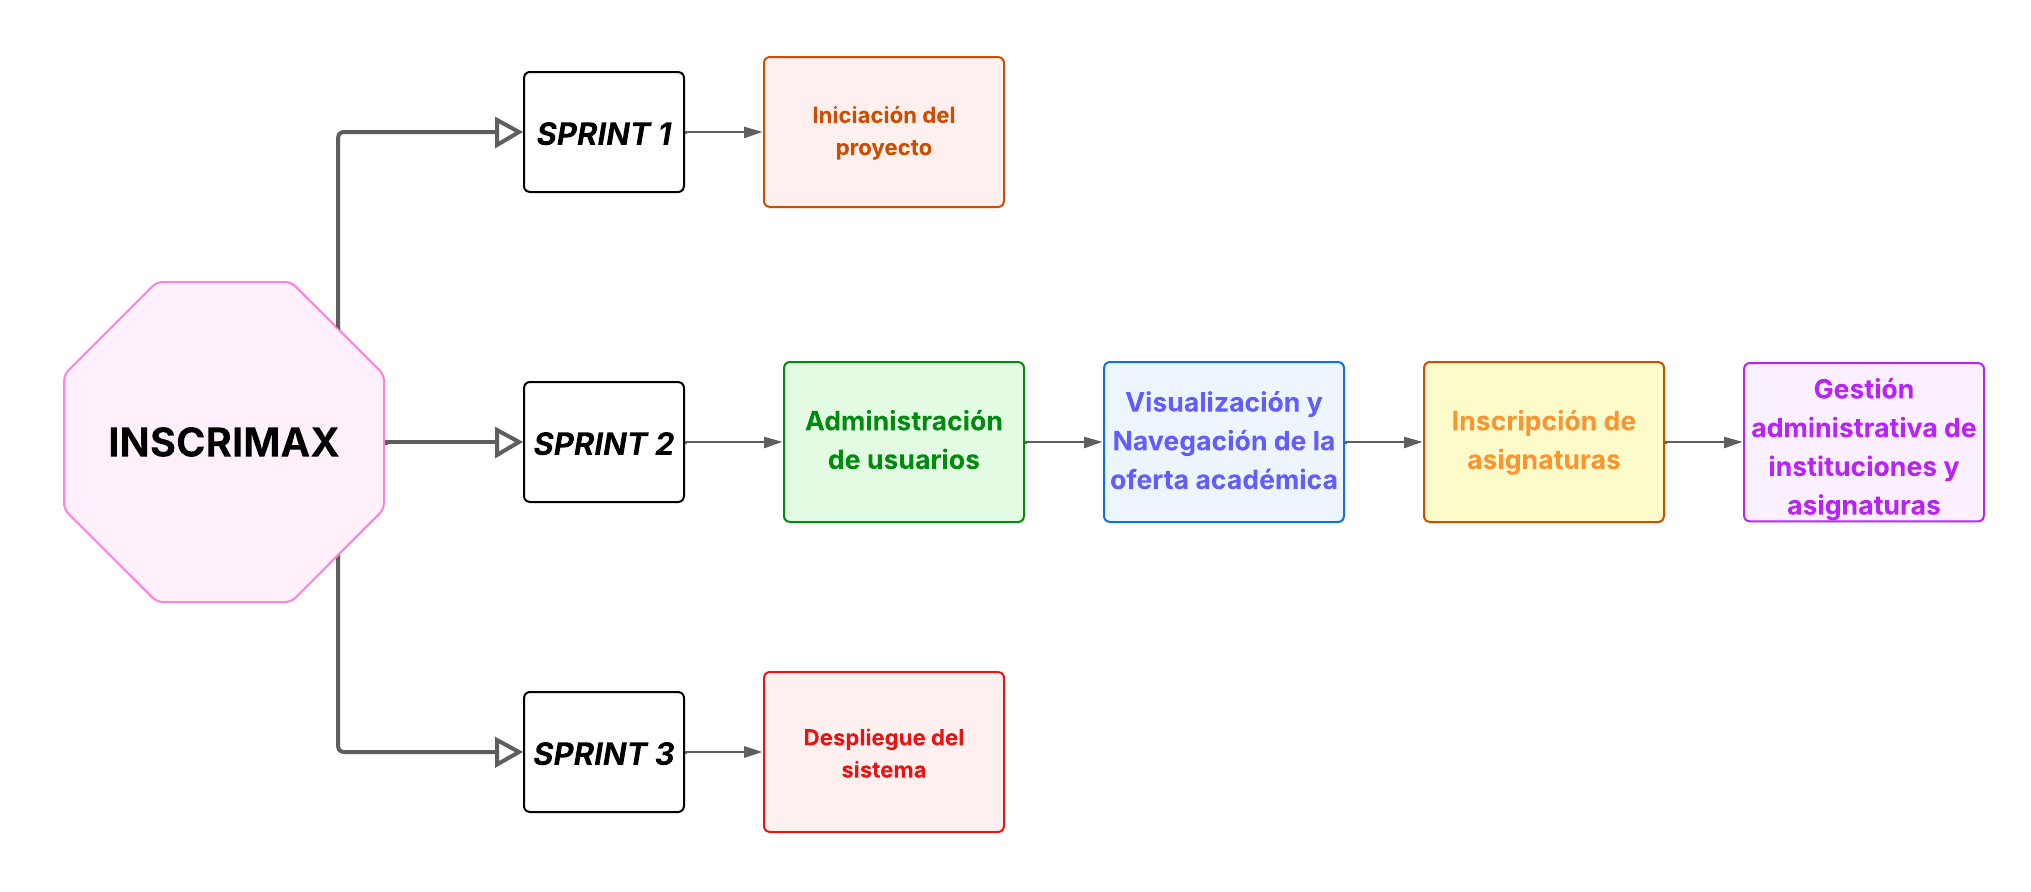 INSCRIMAX
SPRINT 1
Iniciación del
proyecto
SPRINT 2
Administración
de usuarios
Visualización y
Navegación de la
oferta académica
Inscripción de
asignaturas
Gestión
administrativa de
instituciones y
asignaturas
SPRINT 3
Despliegue del
sistema